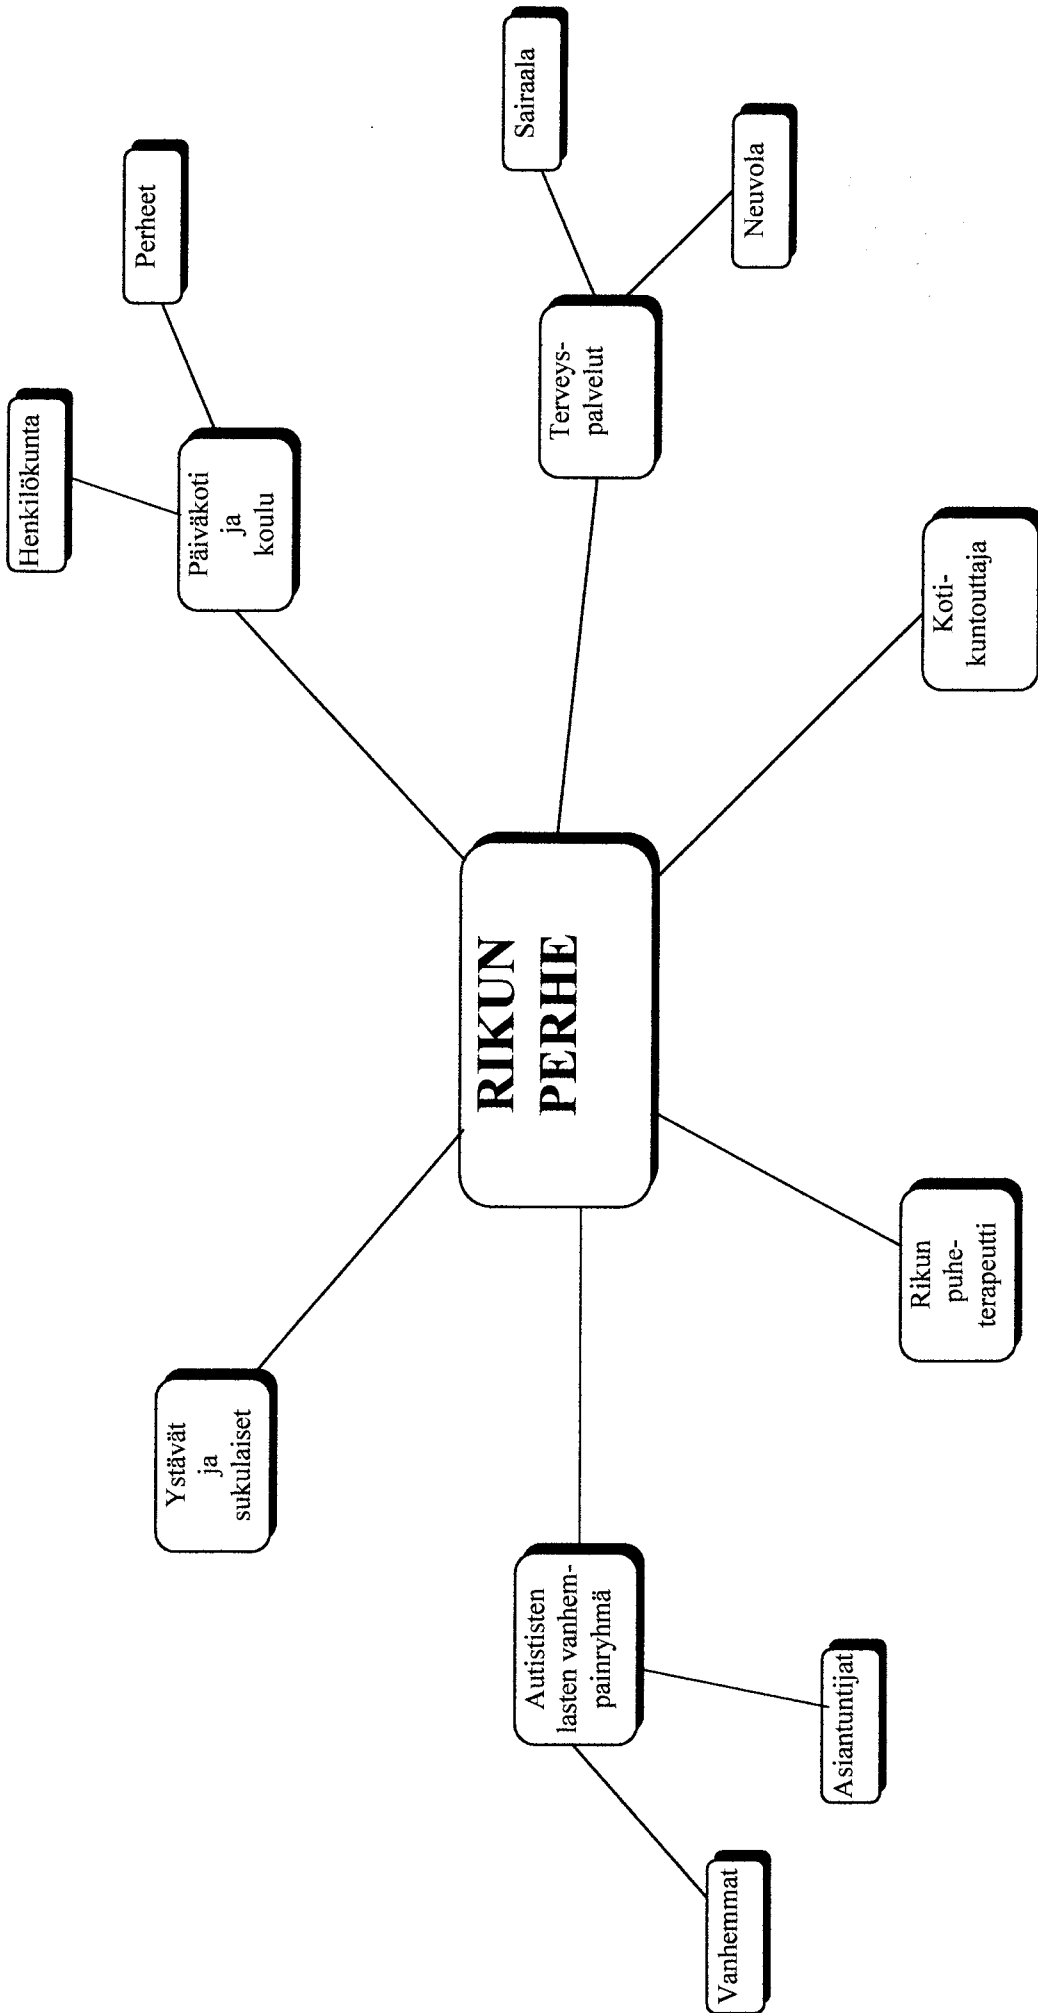 Henkilökunta
Perheet
Päiväkoti
ja
koulu
Ystävät
ja
sukulaiset
Sairaala
Neuvola
Terveys-
palvelut
RIKUN
PERHE
Autististen
lasten vanhem-
painryhmä
Vanhemmat
Asiantuntijat
Rikun
puhe-
terapeutti
Koti-
kuntouttaja